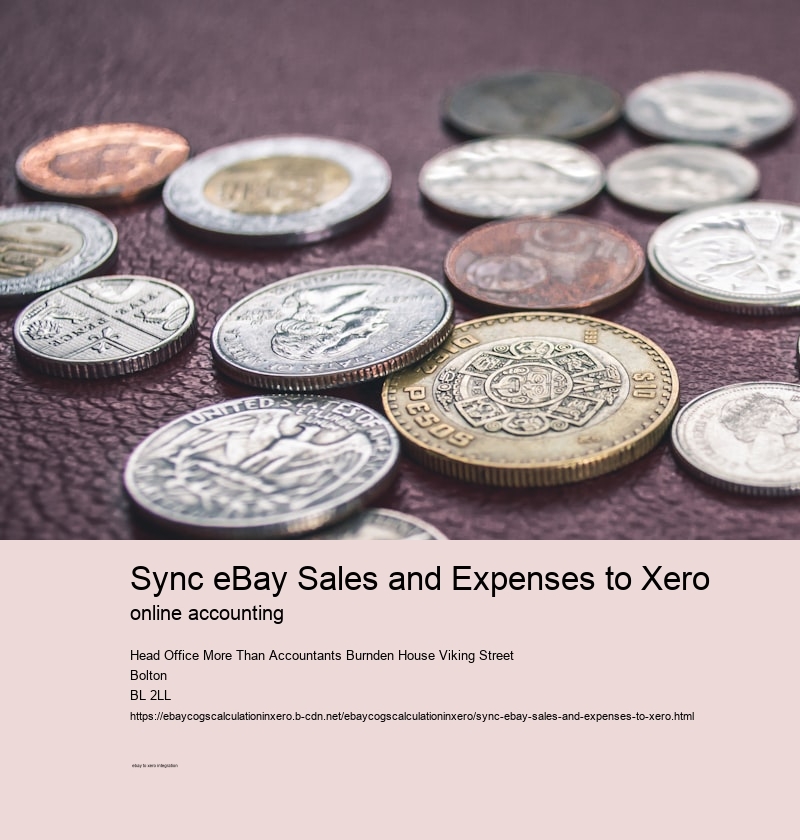 UNITED STATES OF
PESOS
$10
FIVE PENCE
Sync eBay Sales and Expenses to Xero
online accounting
Head Office More Than Accountants Burnden House Viking Street
Bolton
BL 2LL
https://ebaycogscalculationinxero.b-cdn.net/ebaycogscalculationinxero/sync-ebay-sales-and-expenses-to-xero.html
ebay to xero integration